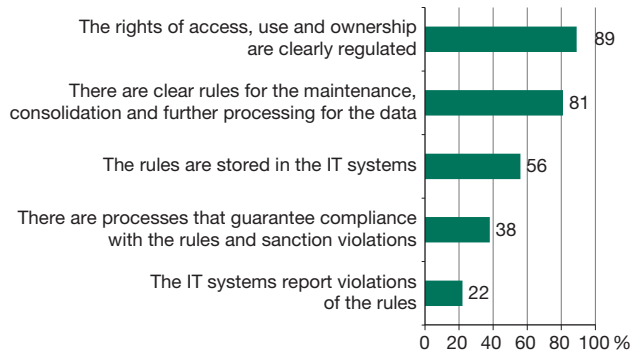 The rights of access, use and ownership
are clearly regulated
89
There are clear rules for the maintenance,
consolidation and further processing for the data
81
The rules are stored in the IT systems
56
There are processes that guarantee compliance
with the rules and sanction violations
38
The IT systems report violations
of the rules
22
0 20 40 60 80 100 %